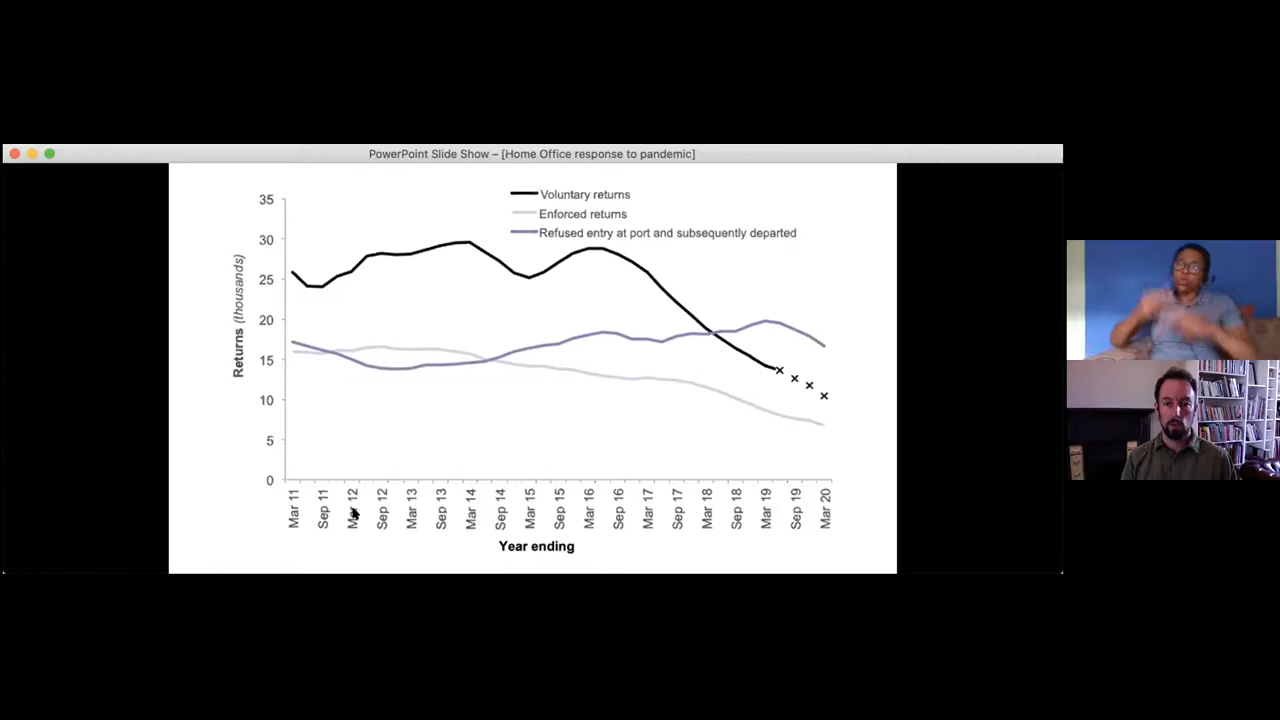 PowerPoint Slide Show – [Home Office response to pandemic]
Voluntary returns
Enforced returns
Refused entry at port and subsequently departed
35
30
25
20
15
10
5
0
Returns (thousands)
Mar 11
Sep 11
Mar 12
Sep 12
Mar 13
Sep 13
Mar 14
Sep 14
Mar 15
Sep 15
Mar 16
Sep 16
Mar 17
Sep 17
Mar 18
Sep 18
Mar 19
Sep 19
Mar 20
Year ending